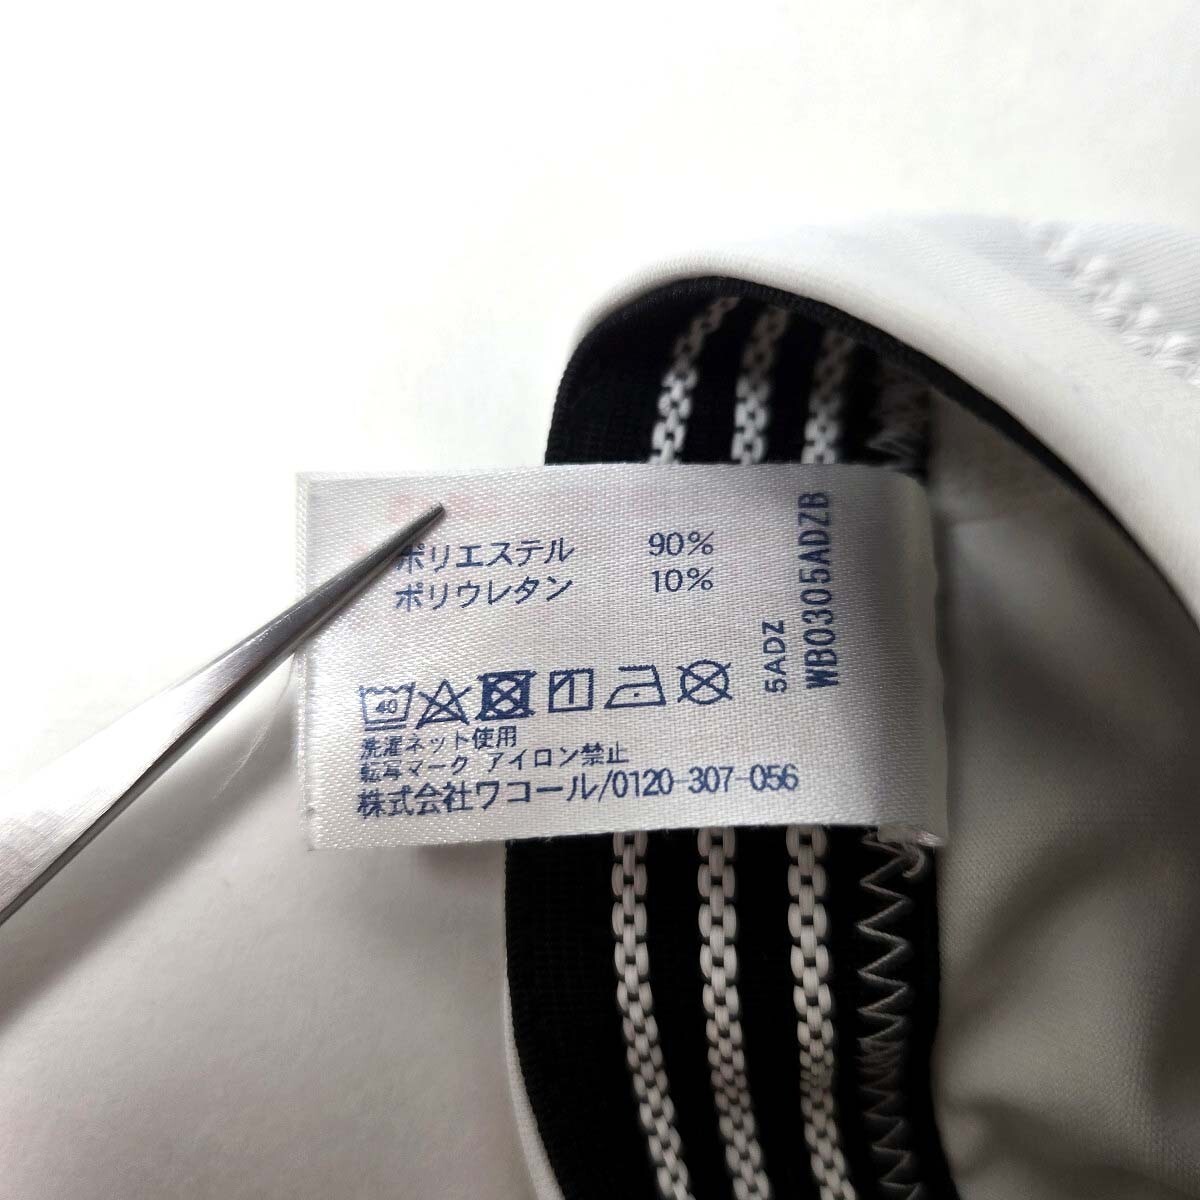 ポリエステル 90%
ポリウレタン 10%
40
洗濯ネット使用
転写マーク アイロン禁止
株式会社ワコール/0120-307-056
5ADZ
WB0305ADZB